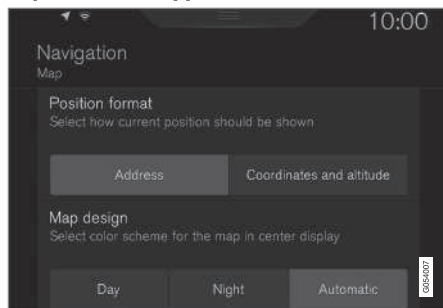 10:00
Navigation
Map
Position format
Select how current position should be shown
Address Coordinates and altitude
Map design
Select color scheme for the map in center display
Day Night Automatic
G054007